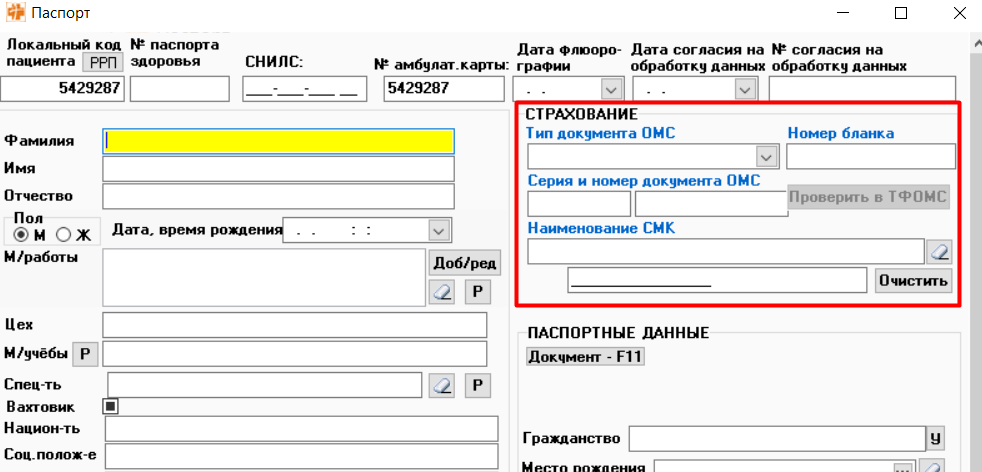 Паспорт
Локальный код пациента РРП
№ паспорта здоровья
СНИЛС:
№ амбулат.карты:
Дата флюоро-графии
Дата согласия на обработку данных
№ согласия на обработку данных
5429287
___-___-___ __
5429287
. .
. .
СТРАХОВАНИЕ
Тип документа ОМС
Номер бланка
Серия и номер документа ОМС
Проверить в ТФОМС
Наименование СМК
Очистить
Фамилия
Имя
Отчество
Пол
М Ж
Дата, время рождения . . : :
М/работы
Доб/ред
Р
Цех
М/учёбы Р
Спец-ть
Р
Вахтовик
Национ-ть
Соц.полож-е
ПАСПОРТНЫЕ ДАННЫЕ
Документ - F11
Гражданство
У
Место рождения ...